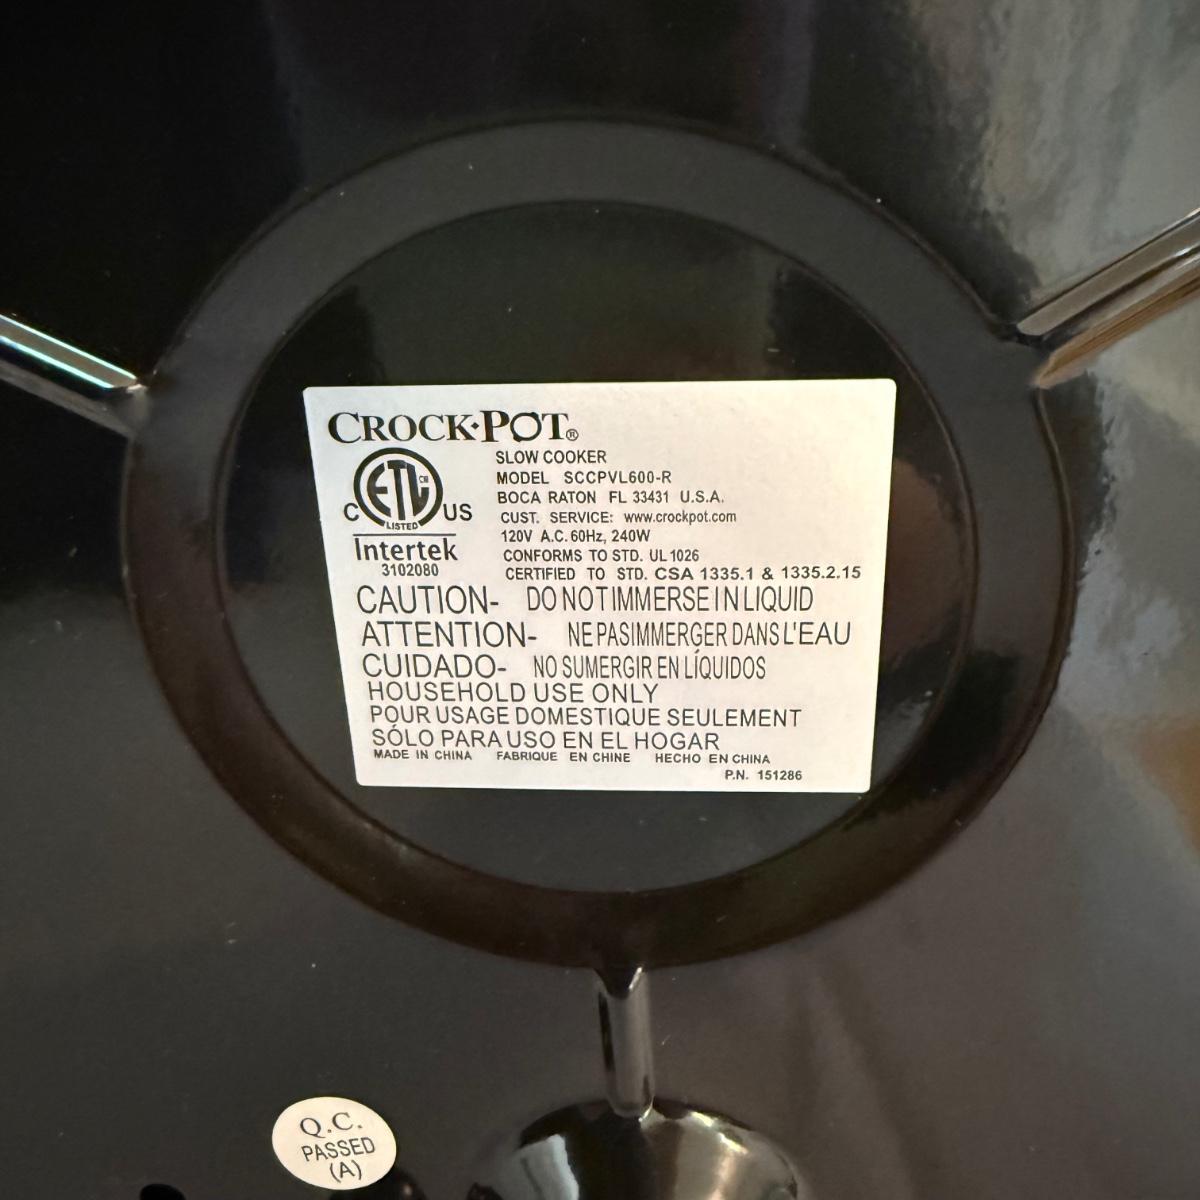 CROCK•POT®
SLOW COOKER
MODEL SCCPVL600-R
BOCA RATON FL 33431 U.S.A.
CUST. SERVICE: www.crockpot.com
120V A.C. 60Hz, 240W
CONFORMS TO STD. UL 1026
CERTIFIED TO STD. CSA 1335.1 & 1335.2.15
ETL CM
LISTED
C US
Intertek
3102080
CAUTION- DO NOT IMMERSE IN LIQUID
ATTENTION- NE PAS IMMERGER DANS L'EAU
CUIDADO- NO SUMERGIR EN LÍQUIDOS
HOUSEHOLD USE ONLY
POUR USAGE DOMESTIQUE SEULEMENT
SÓLO PARA USO EN EL HOGAR
MADE IN CHINA FABRIQUE EN CHINE HECHO EN CHINA
P.N. 151286
Q.C.
PASSED
(A)